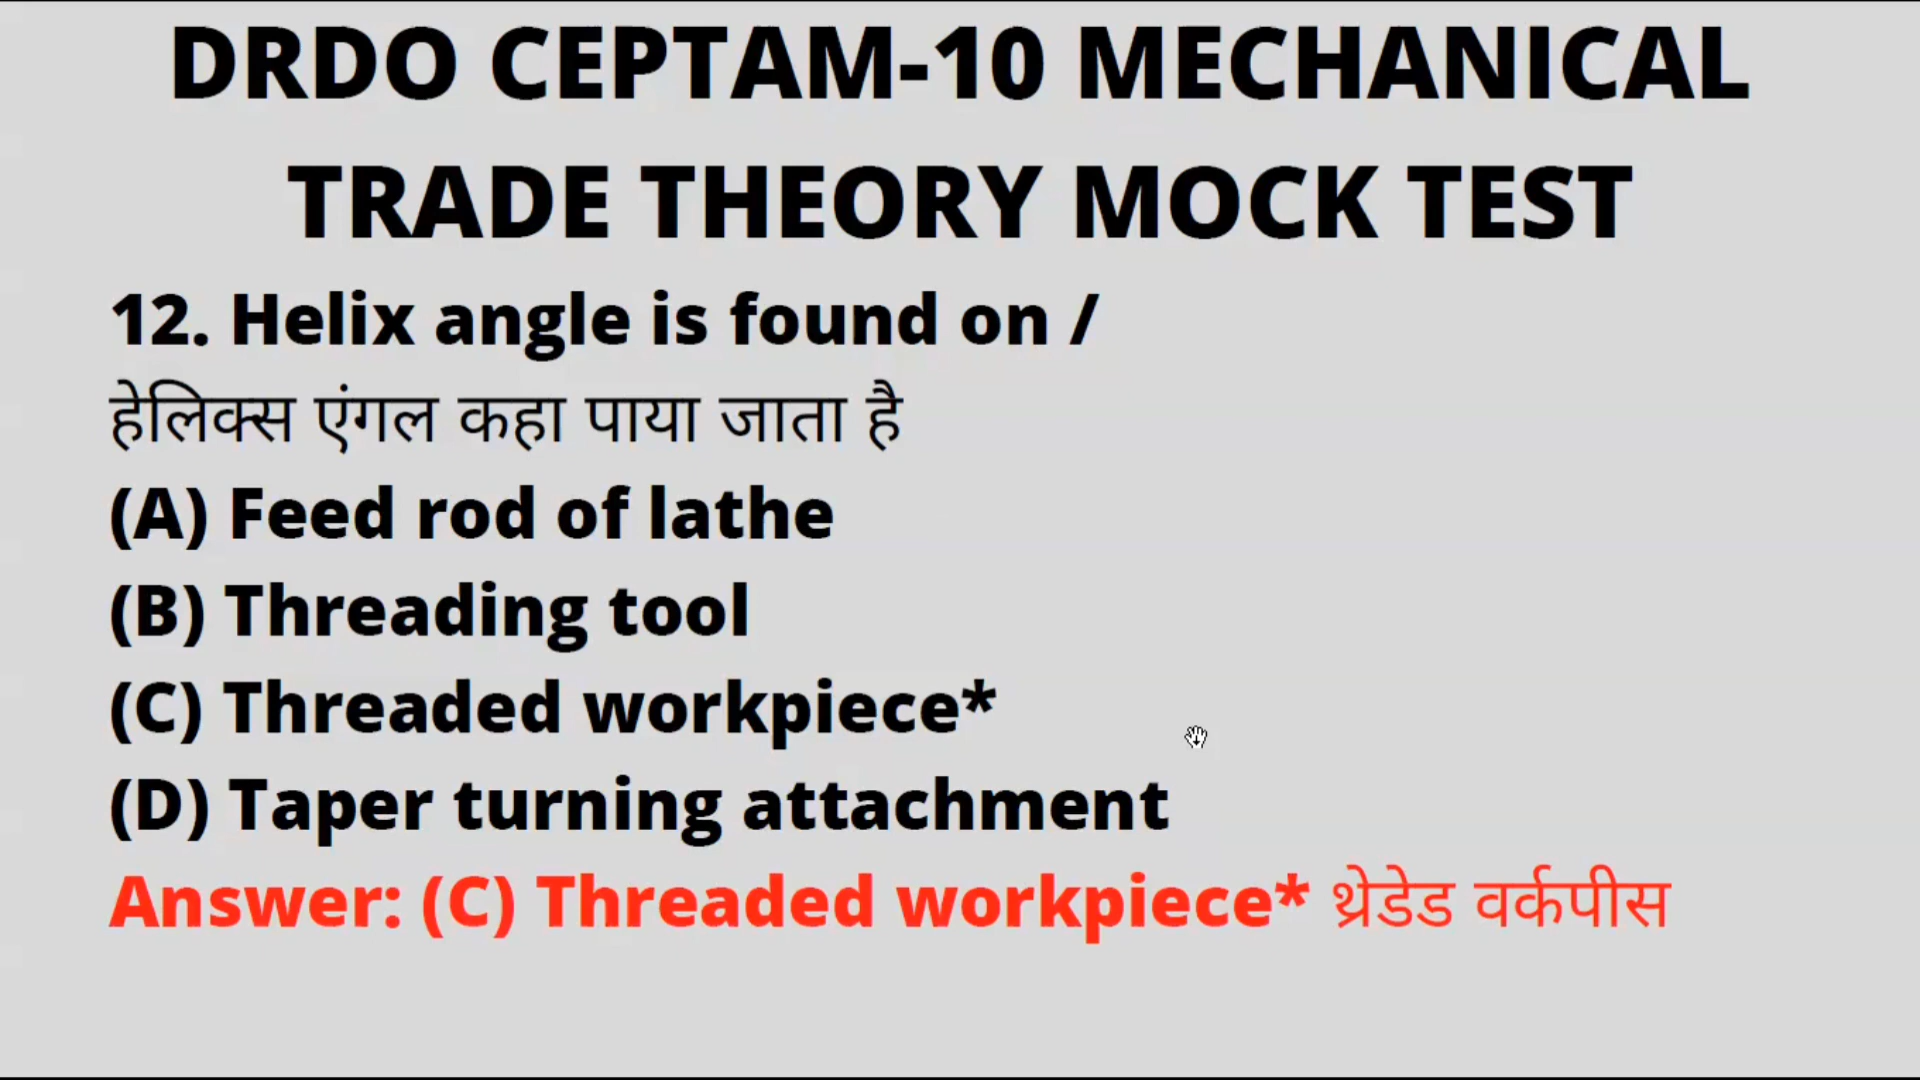 DRDO CEPTAM-10 MECHANICAL
TRADE THEORY MOCK TEST
12. Helix angle is found on /
हेलिक्स एंगल कहा पाया जाता है
(A) Feed rod of lathe
(B) Threading tool
(C) Threaded workpiece*
(D) Taper turning attachment
Answer: (C) Threaded workpiece* थ्रेडेड वर्कपीस